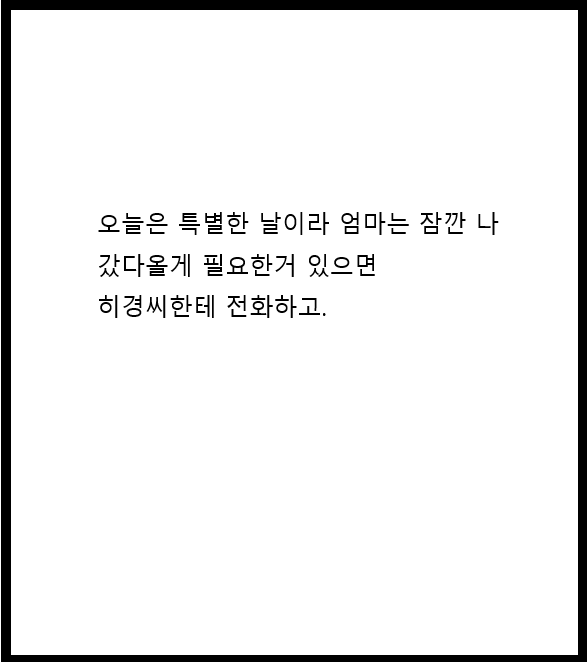 오늘은 특별한 날이라 엄마는 잠깐 나
갔다올게 필요한거 있으면
히경씨한테 전화하고.